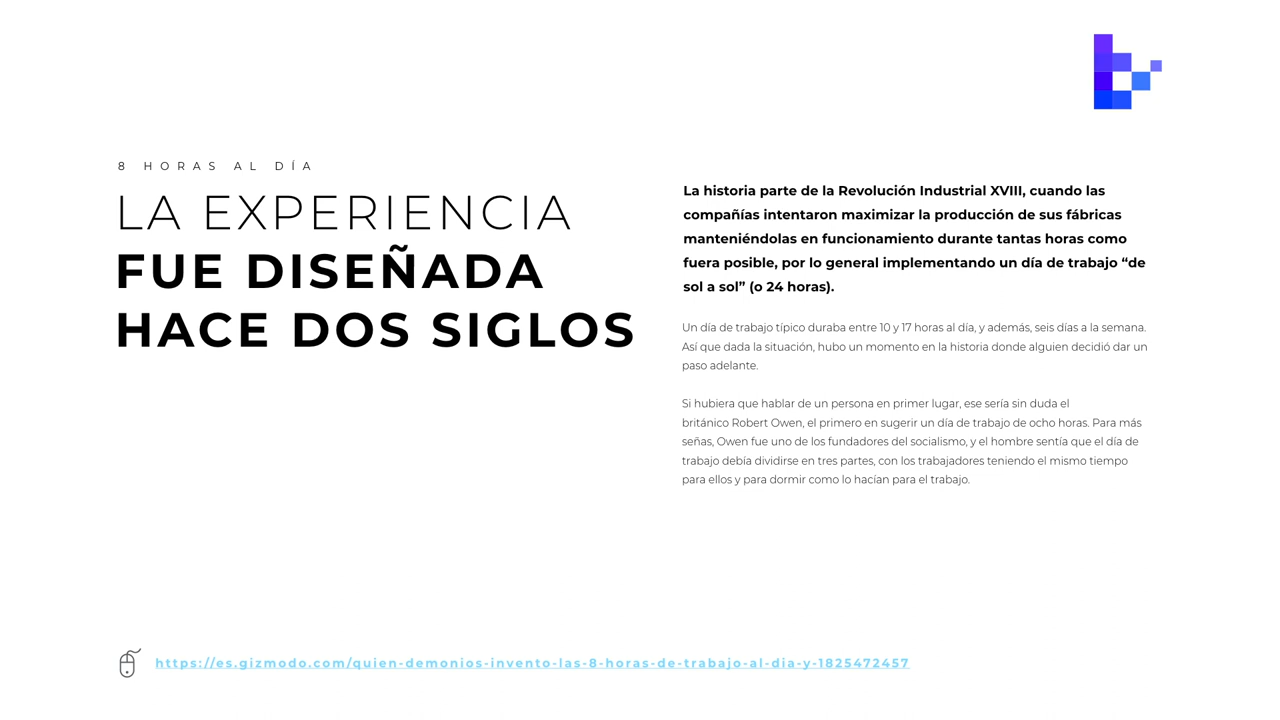 8 HORAS AL DÍA
LA EXPERIENCIA
FUE DISEÑADA
HACE DOS SIGLOS
La historia parte de la Revolución Industrial XVIII, cuando las
compañías intentaron maximizar la producción de sus fábricas
manteniéndolas en funcionamiento durante tantas horas como
fuera posible, por lo general implementando un día de trabajo “de
sol a sol” (o 24 horas).
Un día de trabajo típico duraba entre 10 y 17 horas al día, y además, seis días a la semana.
Así que dada la situación, hubo un momento en la historia donde alguien decidió dar un
paso adelante.
Si hubiera que hablar de un persona en primer lugar, ese sería sin duda el
británico Robert Owen, el primero en sugerir un día de trabajo de ocho horas. Para más
señas, Owen fue uno de los fundadores del socialismo, y el hombre sentía que el día de
trabajo debía dividirse en tres partes, con los trabajadores teniendo el mismo tiempo
para ellos y para dormir como lo hacían para el trabajo.
https://es.gizmodo.com/quien-demonios-invento-las-8-horas-de-trabajo-al-dia-y-1825472457